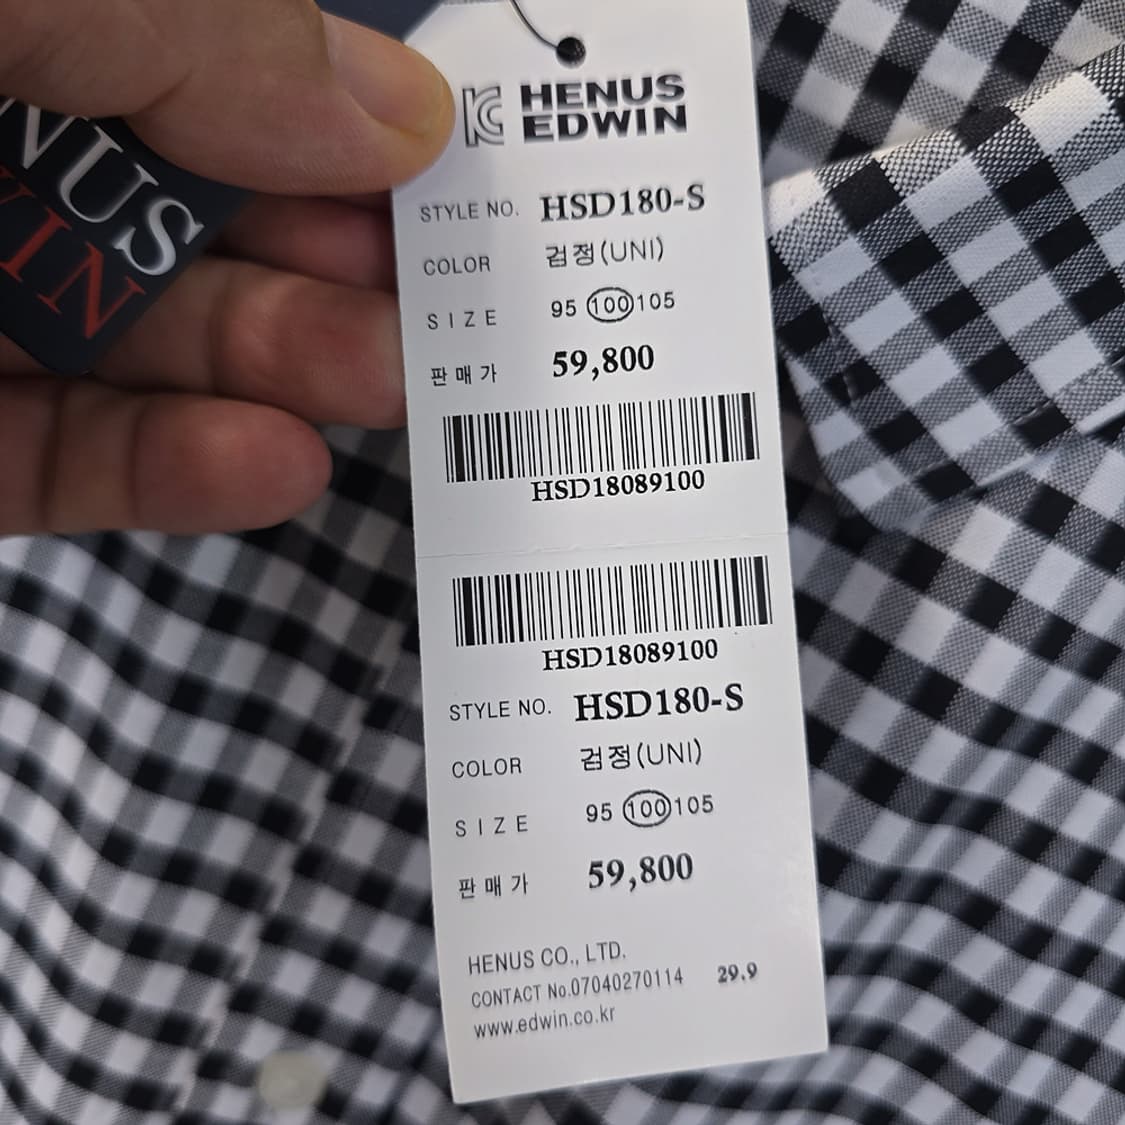 NUS
IN
HENUS
EDWIN
STYLE NO. HSD180-S
COLOR 검정(UNI)
SIZE 95 100 105
판매가 59,800
HSD18089100
HSD18089100
STYLE NO. HSD180-S
COLOR 검정(UNI)
SIZE 95 100 105
판매가 59,800
HENUS CO., LTD.
CONTACT No.07040270114 29.9
www.edwin.co.kr